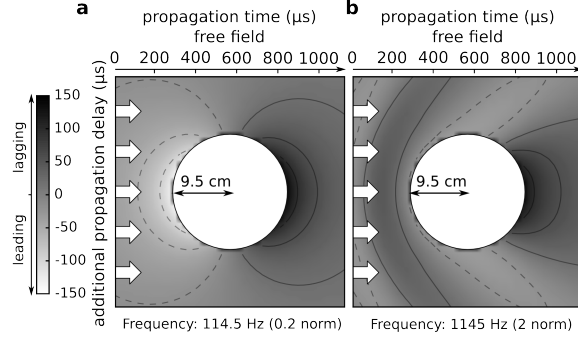 a
propagation time (µs)
free field
0 200 400 600 800 1000
b
propagation time (µs)
free field
0 200 400 600 800 1000
lagging
leading
150
100
50
0
-50
-100
-150
additional propagation delay (µs)
9.5 cm
9.5 cm
Frequency: 114.5 Hz (0.2 norm)
Frequency: 1145 Hz (2 norm)